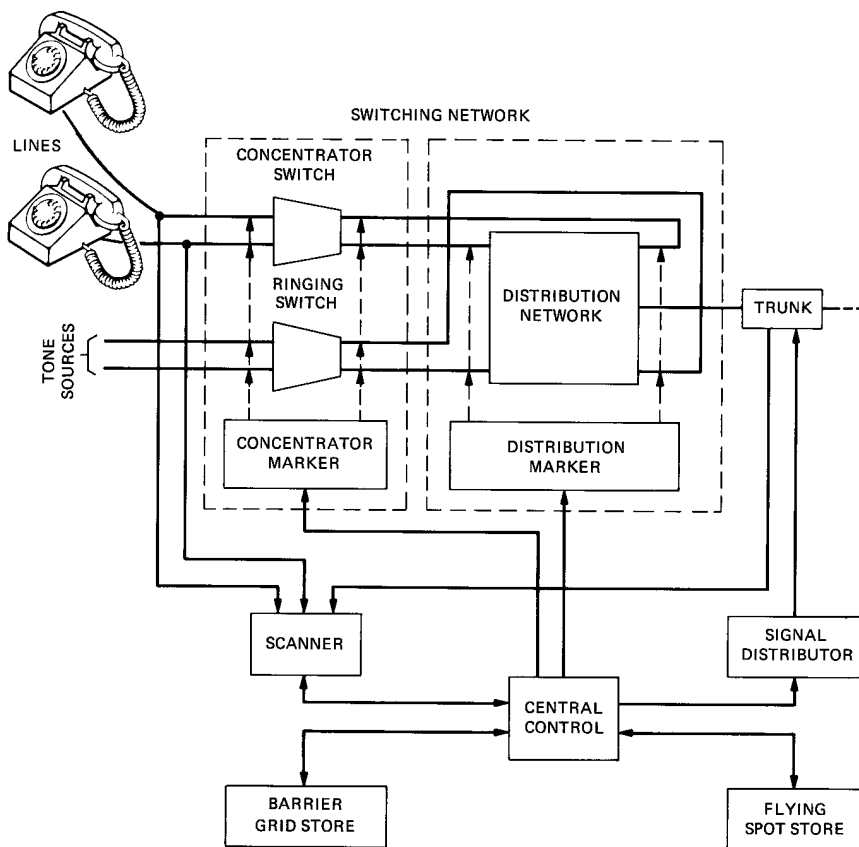 SWITCHING NETWORK
LINES
CONCENTRATOR
SWITCH
RINGING
SWITCH
DISTRIBUTION
NETWORK
TRUNK
TONE
SOURCES
CONCENTRATOR
MARKER
DISTRIBUTION
MARKER
SCANNER
SIGNAL
DISTRIBUTOR
CENTRAL
CONTROL
BARRIER
GRID STORE
FLYING
SPOT STORE